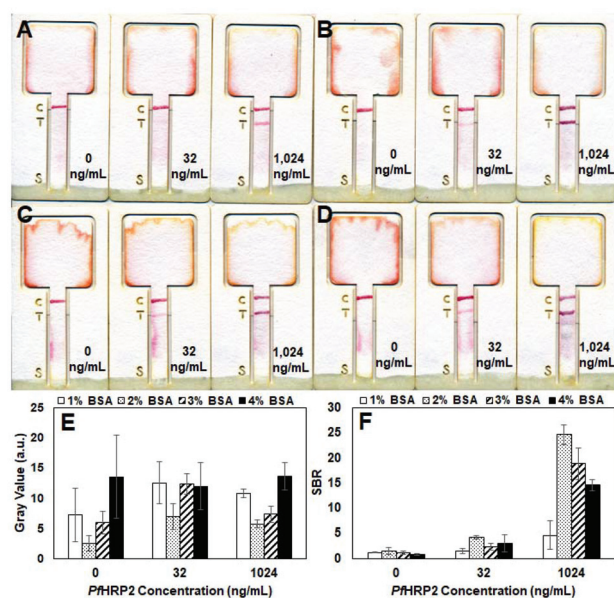 A
B
C
T
S
0
ng/mL
C
T
S
32
ng/mL
C
T
S
1,024
ng/mL
C
T
S
0
ng/mL
C
T
S
32
ng/mL
C
T
S
1,024
ng/mL
C
D
C
T
S
0
ng/mL
C
T
S
32
ng/mL
C
T
S
1,024
ng/mL
C
T
S
0
ng/mL
C
T
S
32
ng/mL
C
T
S
1,024
ng/mL
1% BSA 2% BSA 3% BSA 4% BSA
E
Gray Value (a.u.)
25
20
15
10
5
0
0 32 1024
PfHRP2 Concentration (ng/mL)
1% BSA 2% BSA 3% BSA 4% BSA
F
SBR
30
25
20
15
10
5
0
0 32 1024
PfHRP2 Concentration (ng/mL)